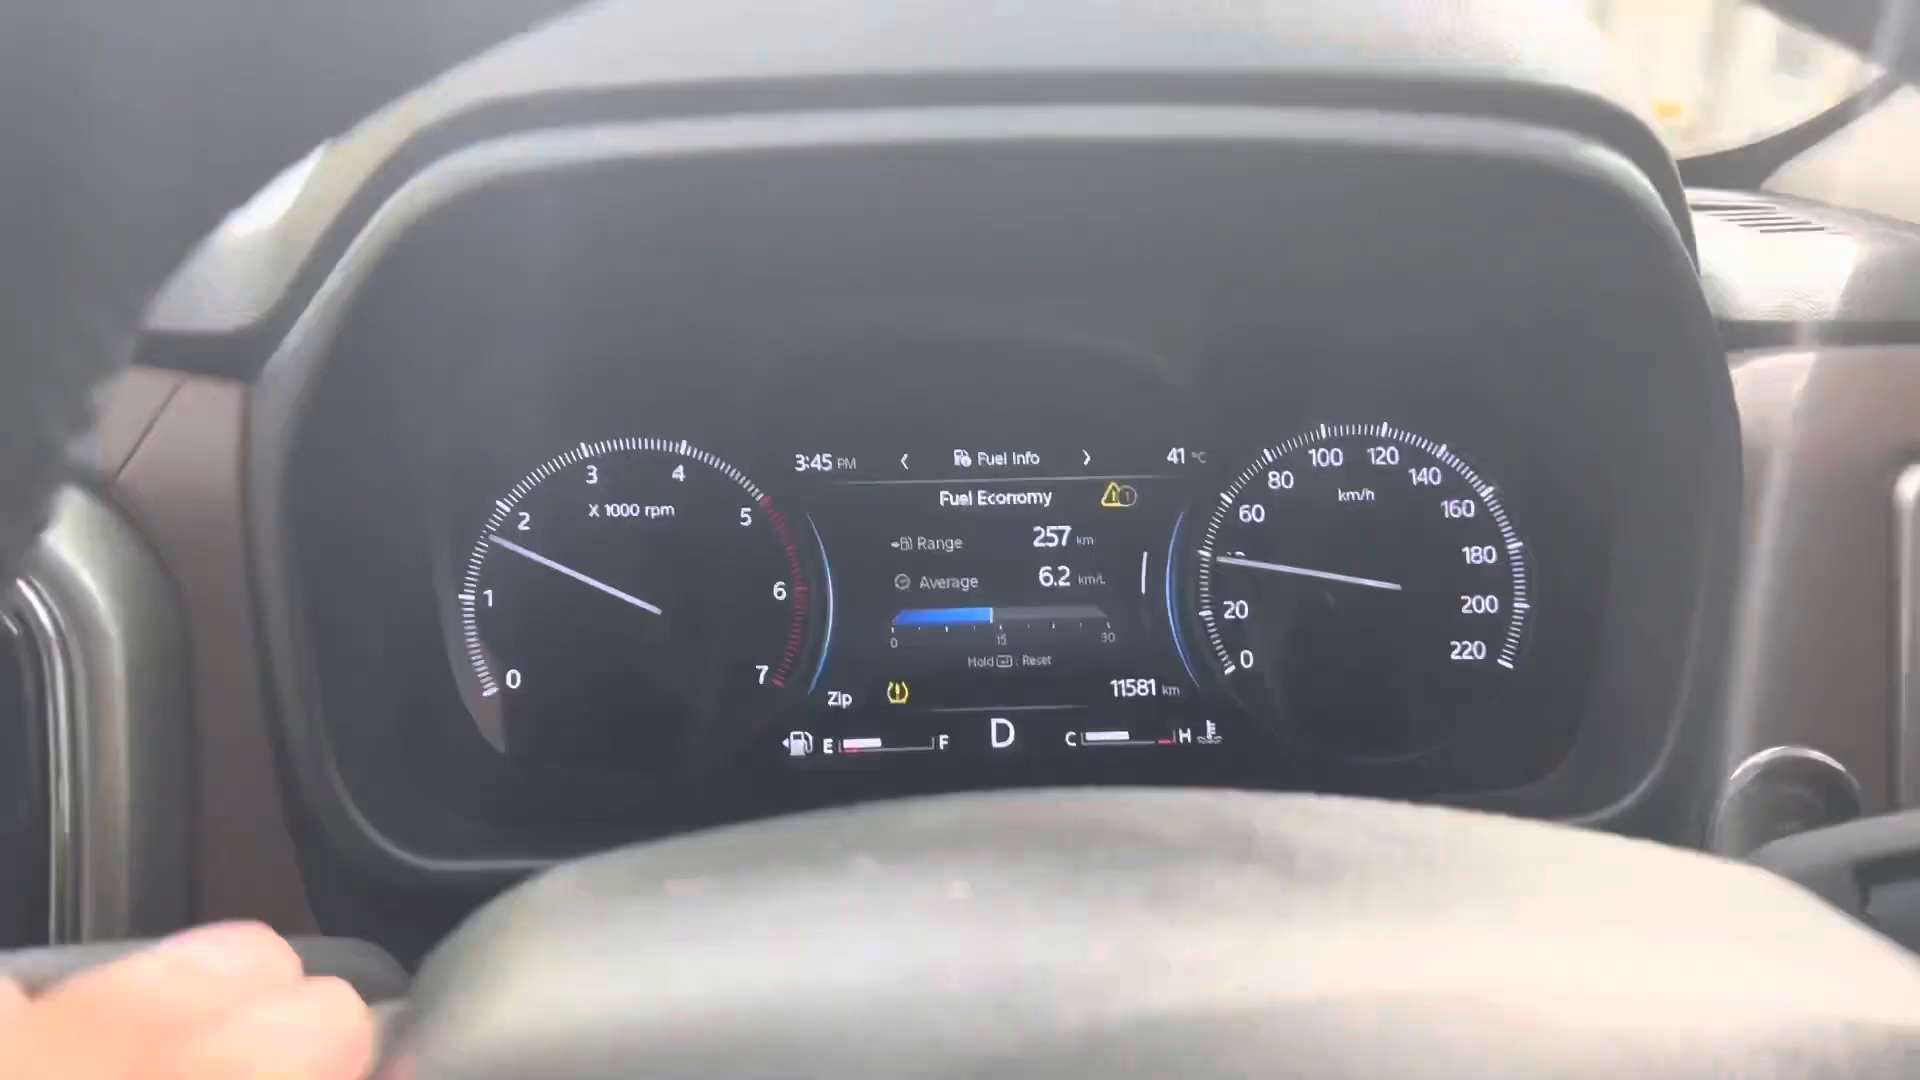 3:45 PM < Fuel Info > 41 °C
Fuel Economy 1
Range 257 km
Average 6.2 km/L
0 15 30
Hold : Reset
Zip 11581 km
E F D C H
0 1 2 3 4 5 6 7
X 1000 rpm
0 20 60 80 100 120 140 160 180 200 220
km/h